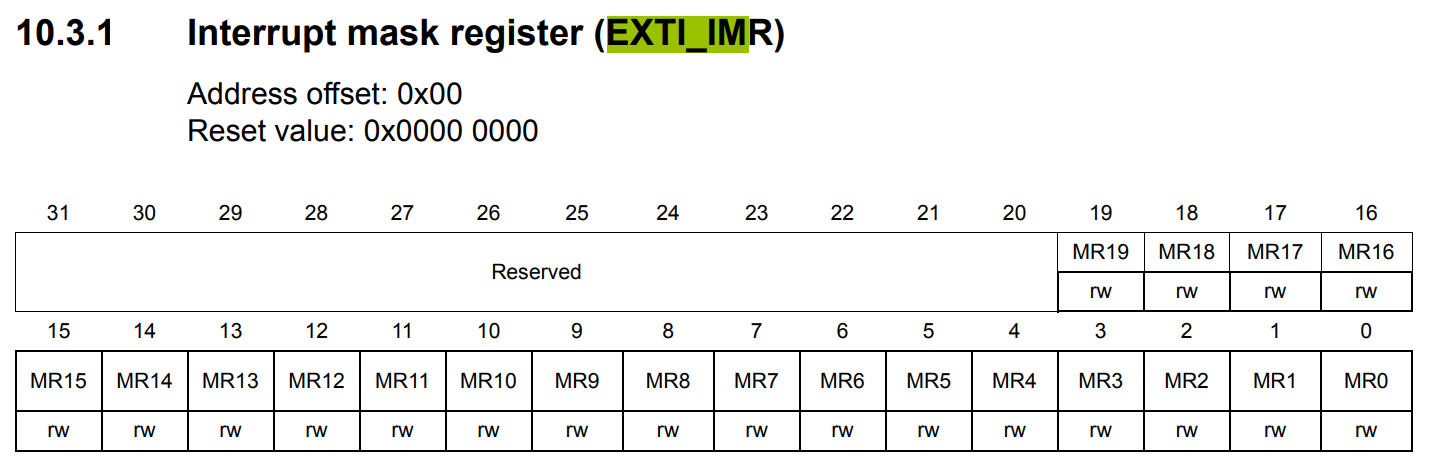 10.3.1 Interrupt mask register (EXTI_IMR)
Address offset: 0x00
Reset value: 0x0000 0000
31 30 29 28 27 26 25 24 23 22 21 20 19 18 17 16
Reserved MR19 MR18 MR17 MR16
rw rw rw rw
15 14 13 12 11 10 9 8 7 6 5 4 3 2 1 0
MR15 MR14 MR13 MR12 MR11 MR10 MR9 MR8 MR7 MR6 MR5 MR4 MR3 MR2 MR1 MR0
rw rw rw rw rw rw rw rw rw rw rw rw rw rw rw rw